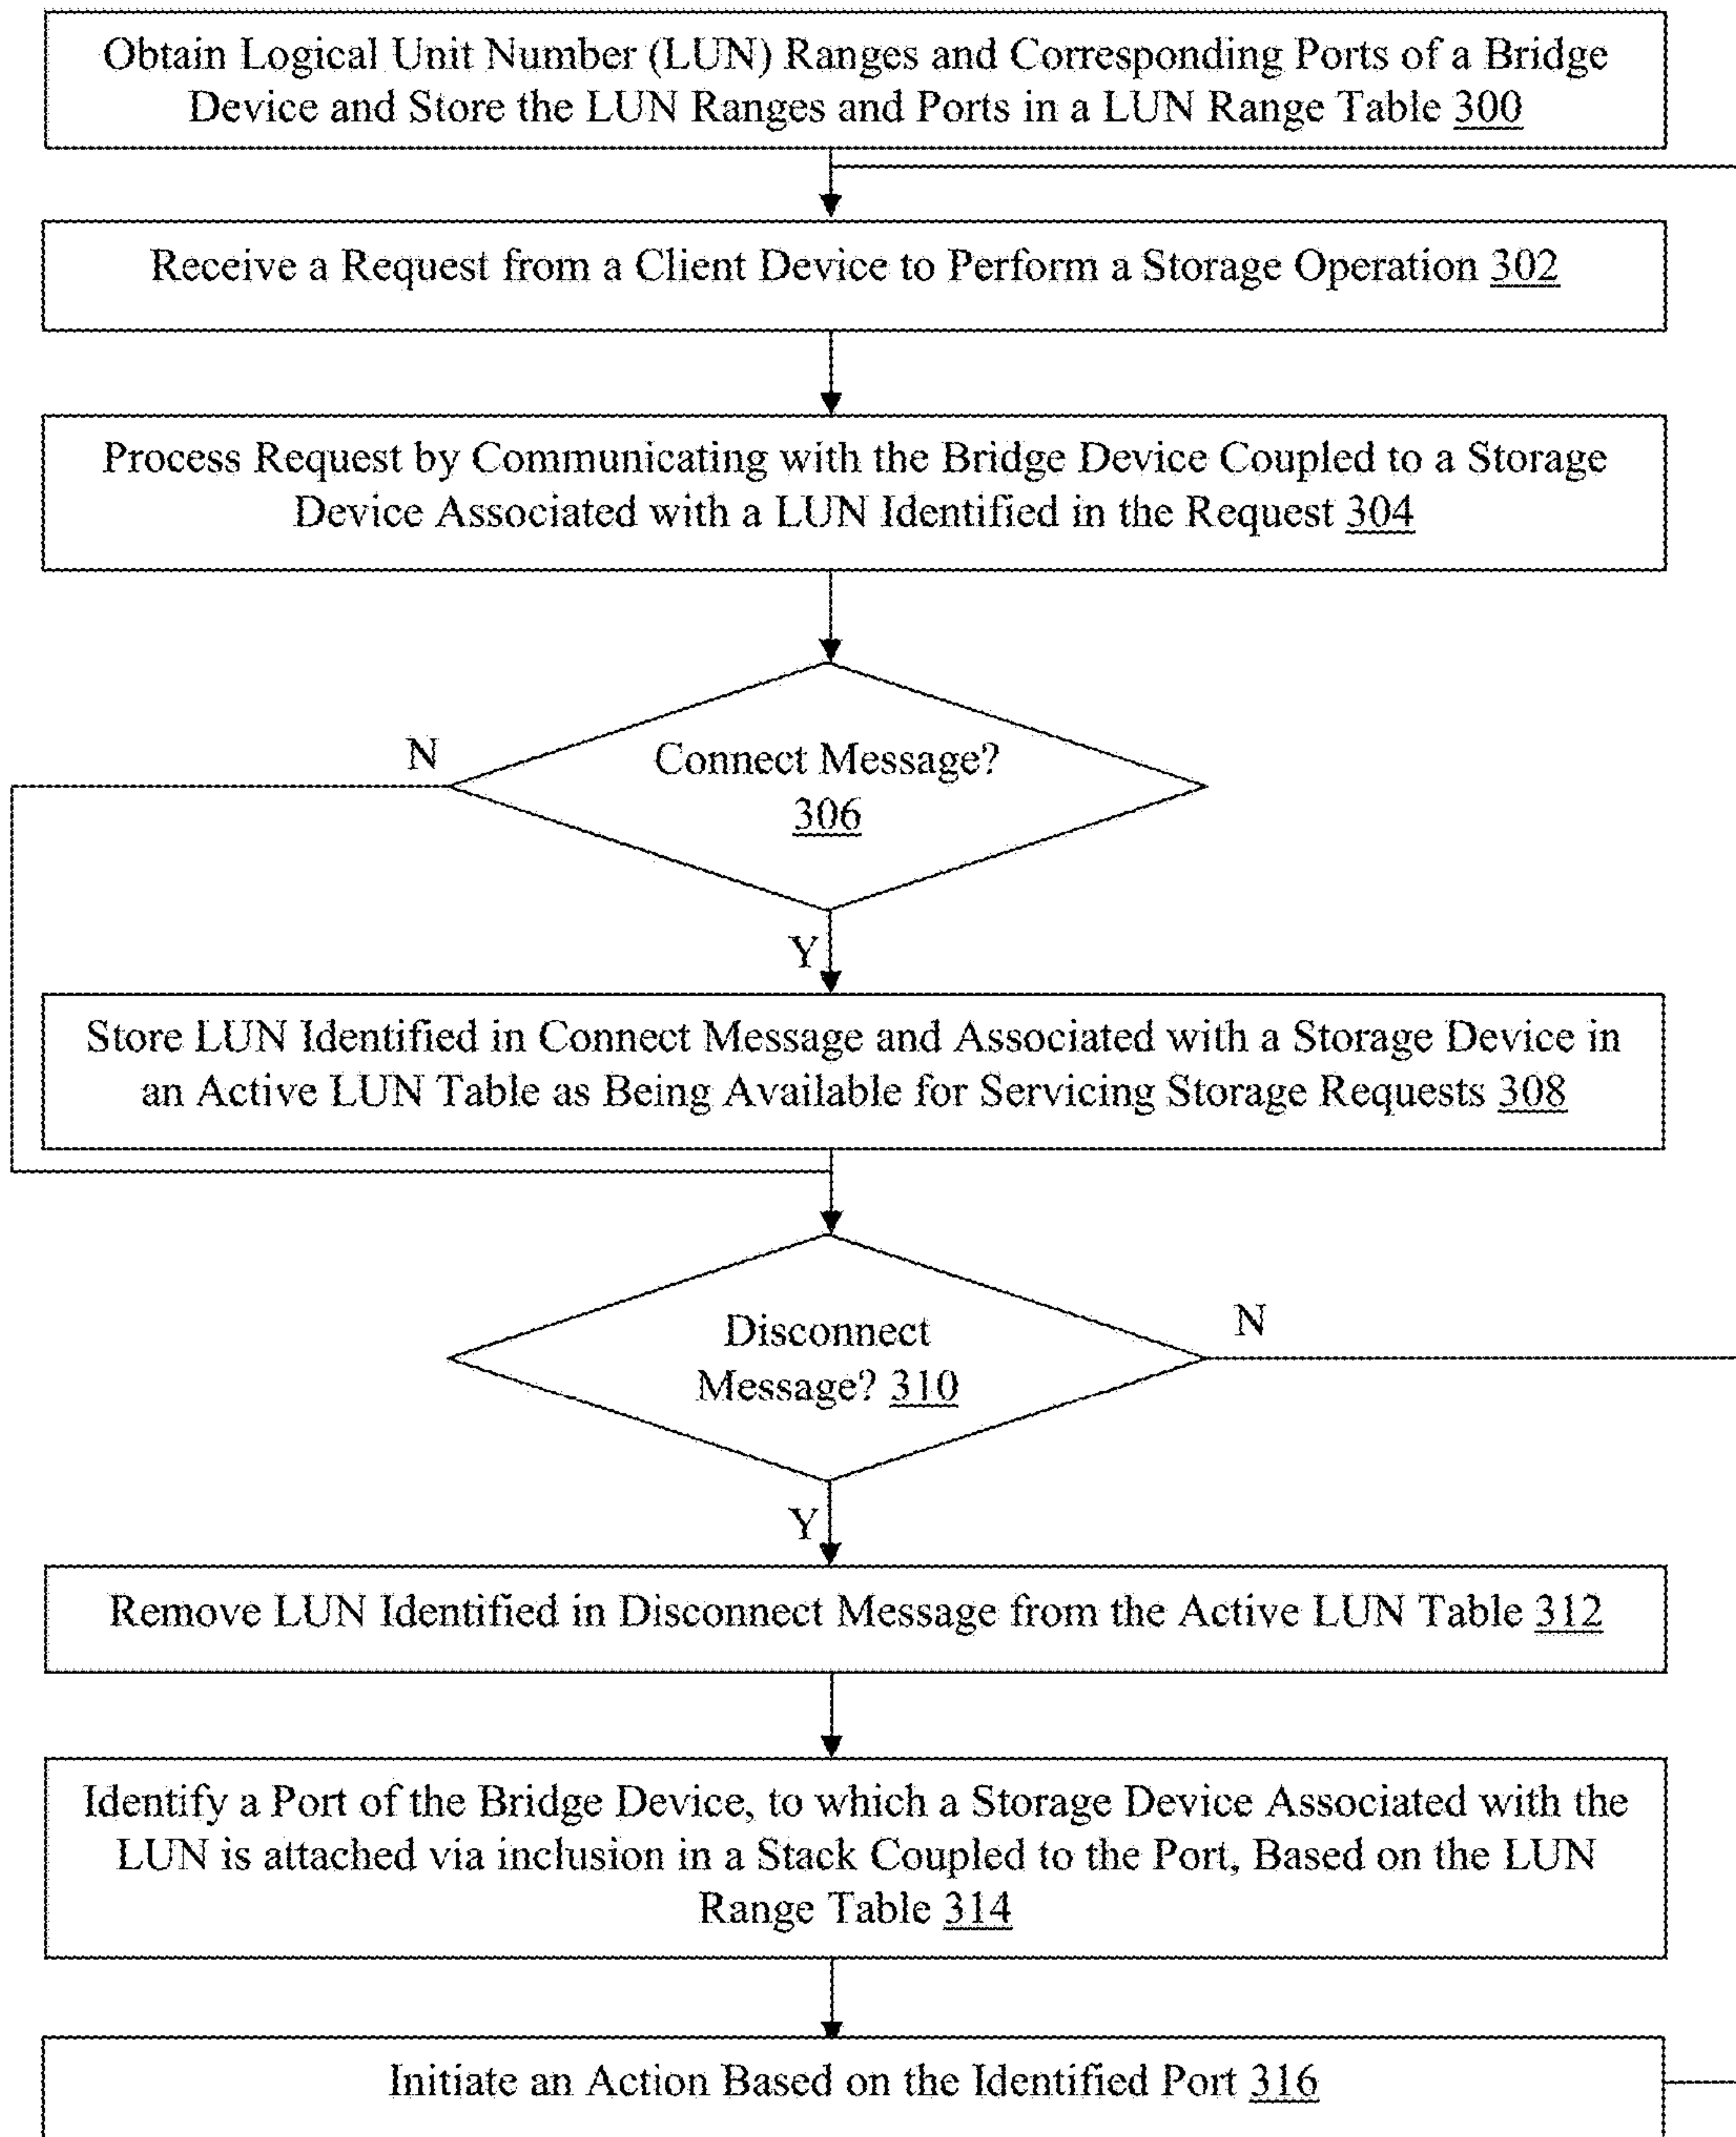 Obtain Logical Unit Number (LUN) Ranges and Corresponding Ports of a Bridge
Device and Store the LUN Ranges and Ports in a LUN Range Table 300
Receive a Request from a Client Device to Perform a Storage Operation 302
Process Request by Communicating with the Bridge Device Coupled to a Storage
Device Associated with a LUN Identified in the Request 304
N
Connect Message?
306
Y
Store LUN Identified in Connect Message and Associated with a Storage Device in
an Active LUN Table as Being Available for Servicing Storage Requests 308
N
Disconnect
Message? 310
Y
Remove LUN Identified in Disconnect Message from the Active LUN Table 312
Identify a Port of the Bridge Device, to which a Storage Device Associated with the
LUN is attached via inclusion in a Stack Coupled to the Port, Based on the LUN
Range Table 314
Initiate an Action Based on the Identified Port 316